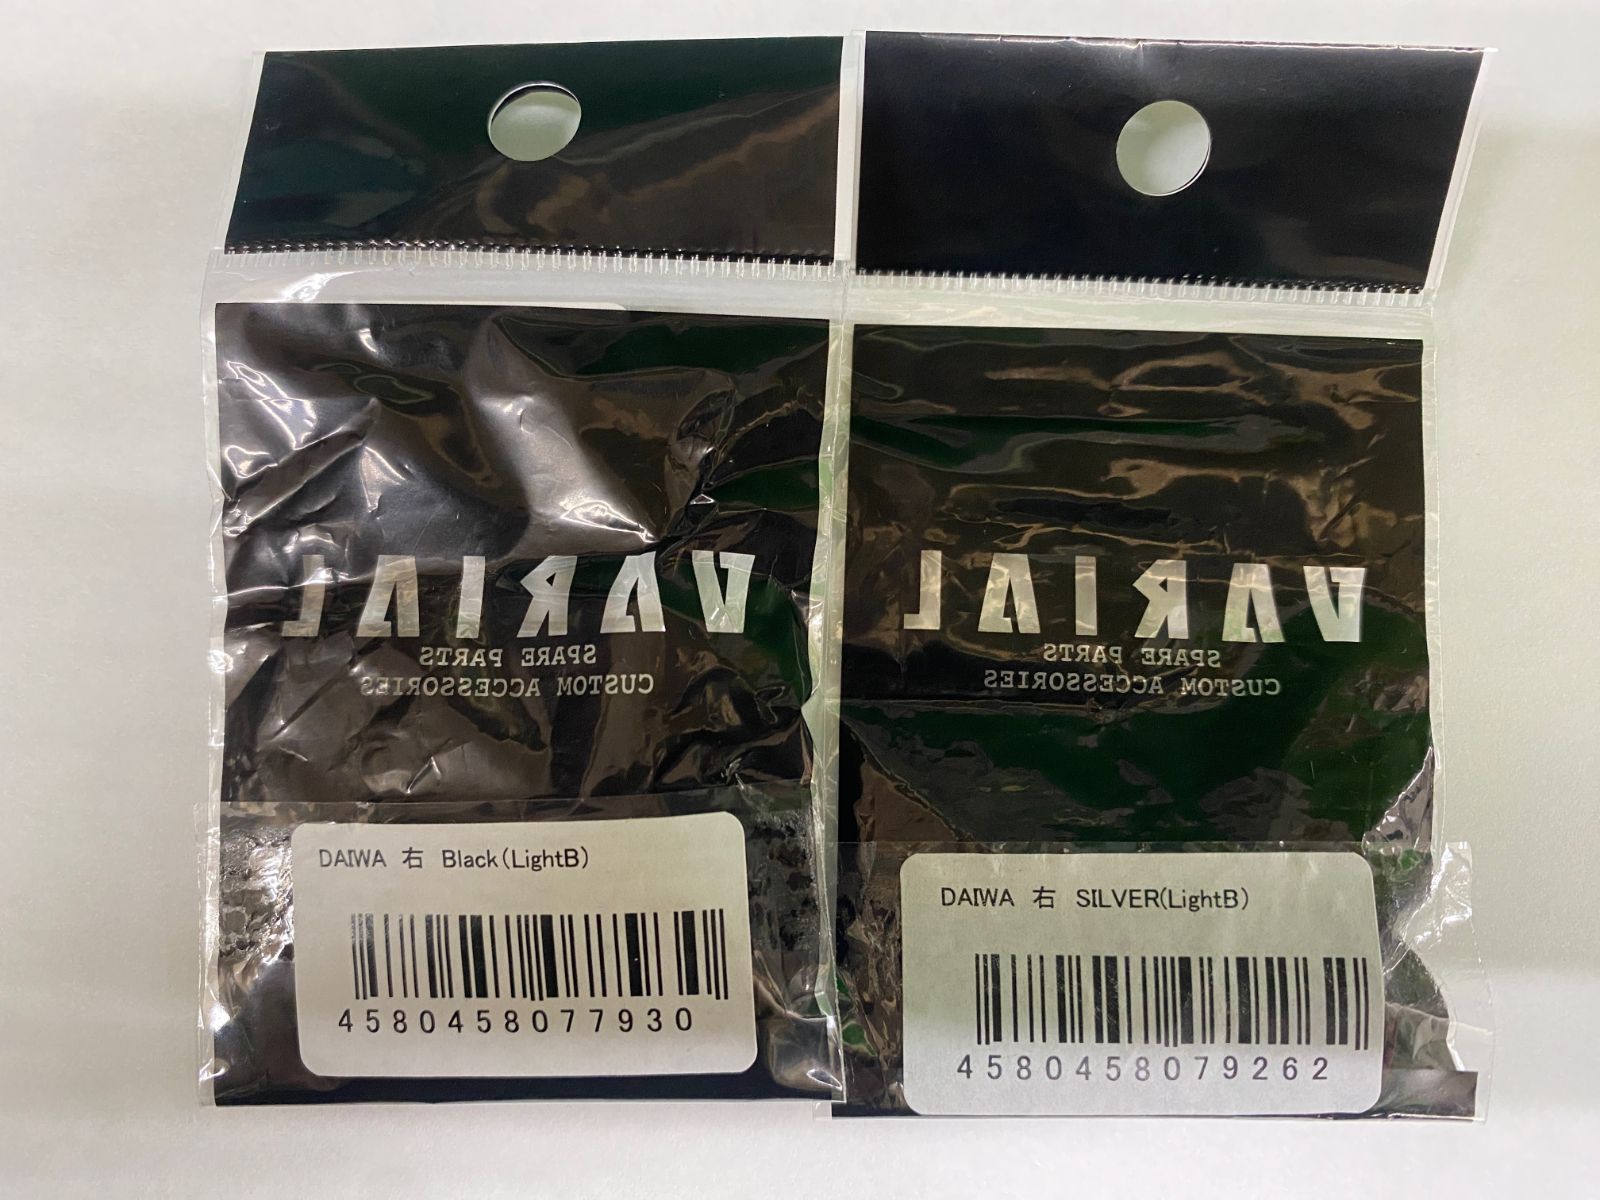 VARIAL
SPARE PARTS
CUSTOM ACCESSORIES
DAIWA 右 Black(LightB)
4580458077930
VARIAL
SPARE PARTS
CUSTOM ACCESSORIES
DAIWA 右 SILVER(LightB)
4580458079262